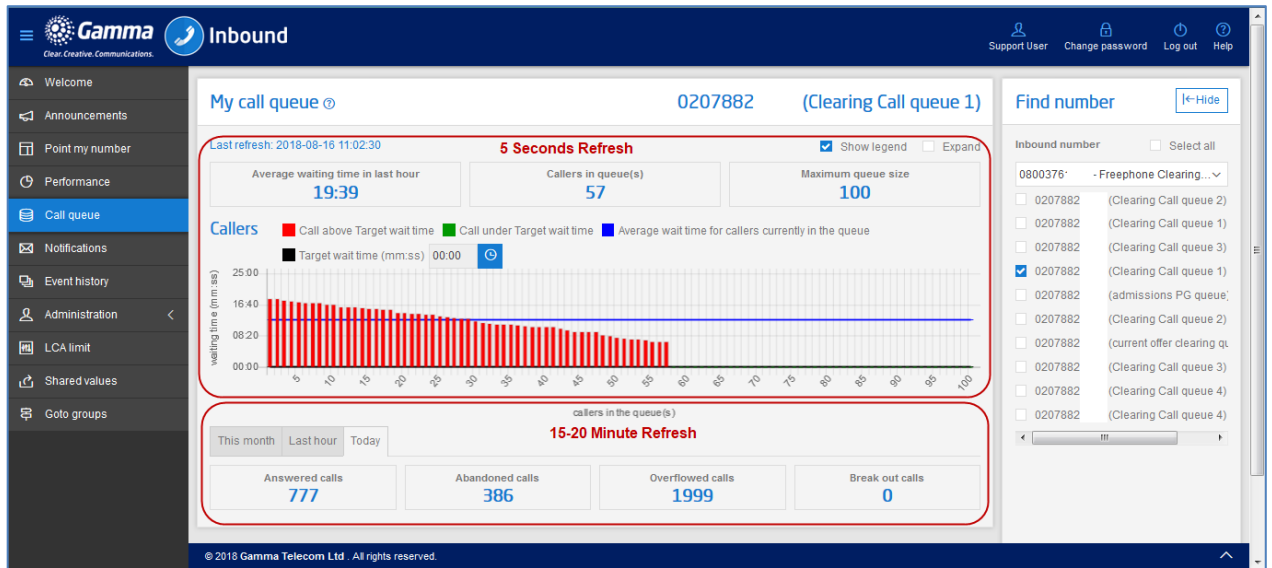 Gamma
Clear. Creative. Communications.
Inbound
Support User Change password Log out Help
Welcome
Announcements
Point my number
Performance
Call queue
Notifications
Event history
Administration
LCA limit
Shared values
Goto groups
My call queue 0207882 (Clearing Call queue 1)
Last refresh: 2018-08-16 11:02:30 5 Seconds Refresh Show legend Expand
Average waiting time in last hour Callers in queue(s) Maximum queue size
19:39 57 100
Callers Call above Target wait time Call under Target wait time Average wait time for callers currently in the queue
Target wait time (mm:ss) 00:00
waiting time (mm:ss)
25:00
16:40
08:20
00:00
5 10 15 20 25 30 35 40 45 50 55 60 65 70 75 80 85 90 95 100
callers in the queue(s)
15-20 Minute Refresh
This month Last hour Today
Answered calls Abandoned calls Overflowed calls Break out calls
777 386 1999 0
Find number Hide
Inbound number Select all
0800376 - Freephone Clearing...
0207882 (Clearing Call queue 2)
0207882 (Clearing Call queue 1)
0207882 (Clearing Call queue 3)
0207882 (Clearing Call queue 1)
0207882 (admissions PG queue)
0207882 (Clearing Call queue 2)
0207882 (current offer clearing qu
0207882 (Clearing Call queue 3)
0207882 (Clearing Call queue 4)
0207882 (Clearing Call queue 4)
© 2018 Gamma Telecom Ltd . All rights reserved.